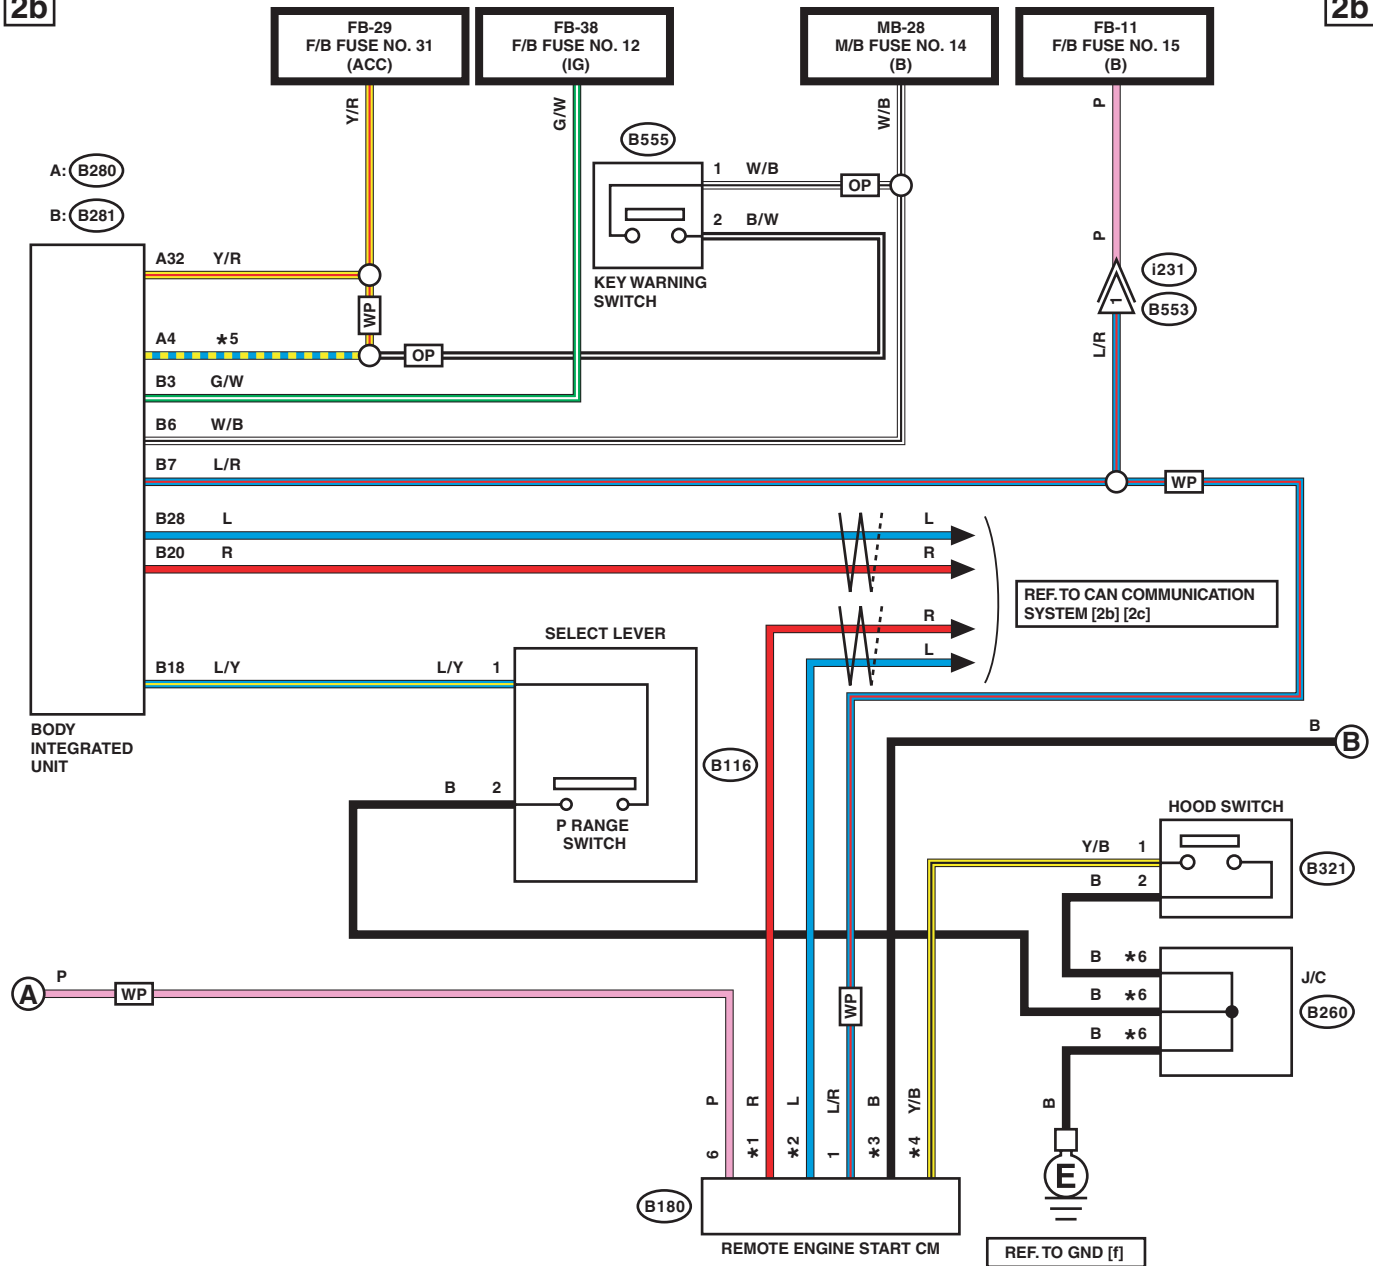 2b
2b
FB-29
F/B FUSE NO. 31
(ACC)
FB-38
F/B FUSE NO. 12
(IG)
MB-28
M/B FUSE NO. 14
(B)
FB-11
F/B FUSE NO. 15
(B)
Y/R
G/W
W/B
P
B555
1 W/B
OP
2 B/W
KEY WARNING
SWITCH
A: B280
B: B281
A32 Y/R
WP
A4 *5
OP
B3 G/W
B6 W/B
B7 L/R
P
i231
1
B553
L/R
WP
B28 L
L
B20 R
R
R
L
REF. TO CAN COMMUNICATION
SYSTEM [2b] [2c]
SELECT LEVER
B18 L/Y
L/Y 1
BODY
INTEGRATED
UNIT
B116
B 2
P RANGE
SWITCH
B
B
HOOD SWITCH
Y/B 1
B 2
B321
B *6
B *6
B *6
J/C
B260
A
P
WP
WP
P
R
L
L/R
B
Y/B
6
*1
*2
1
*3
*4
B
E
B180
REMOTE ENGINE START CM
REF. TO GND [f]